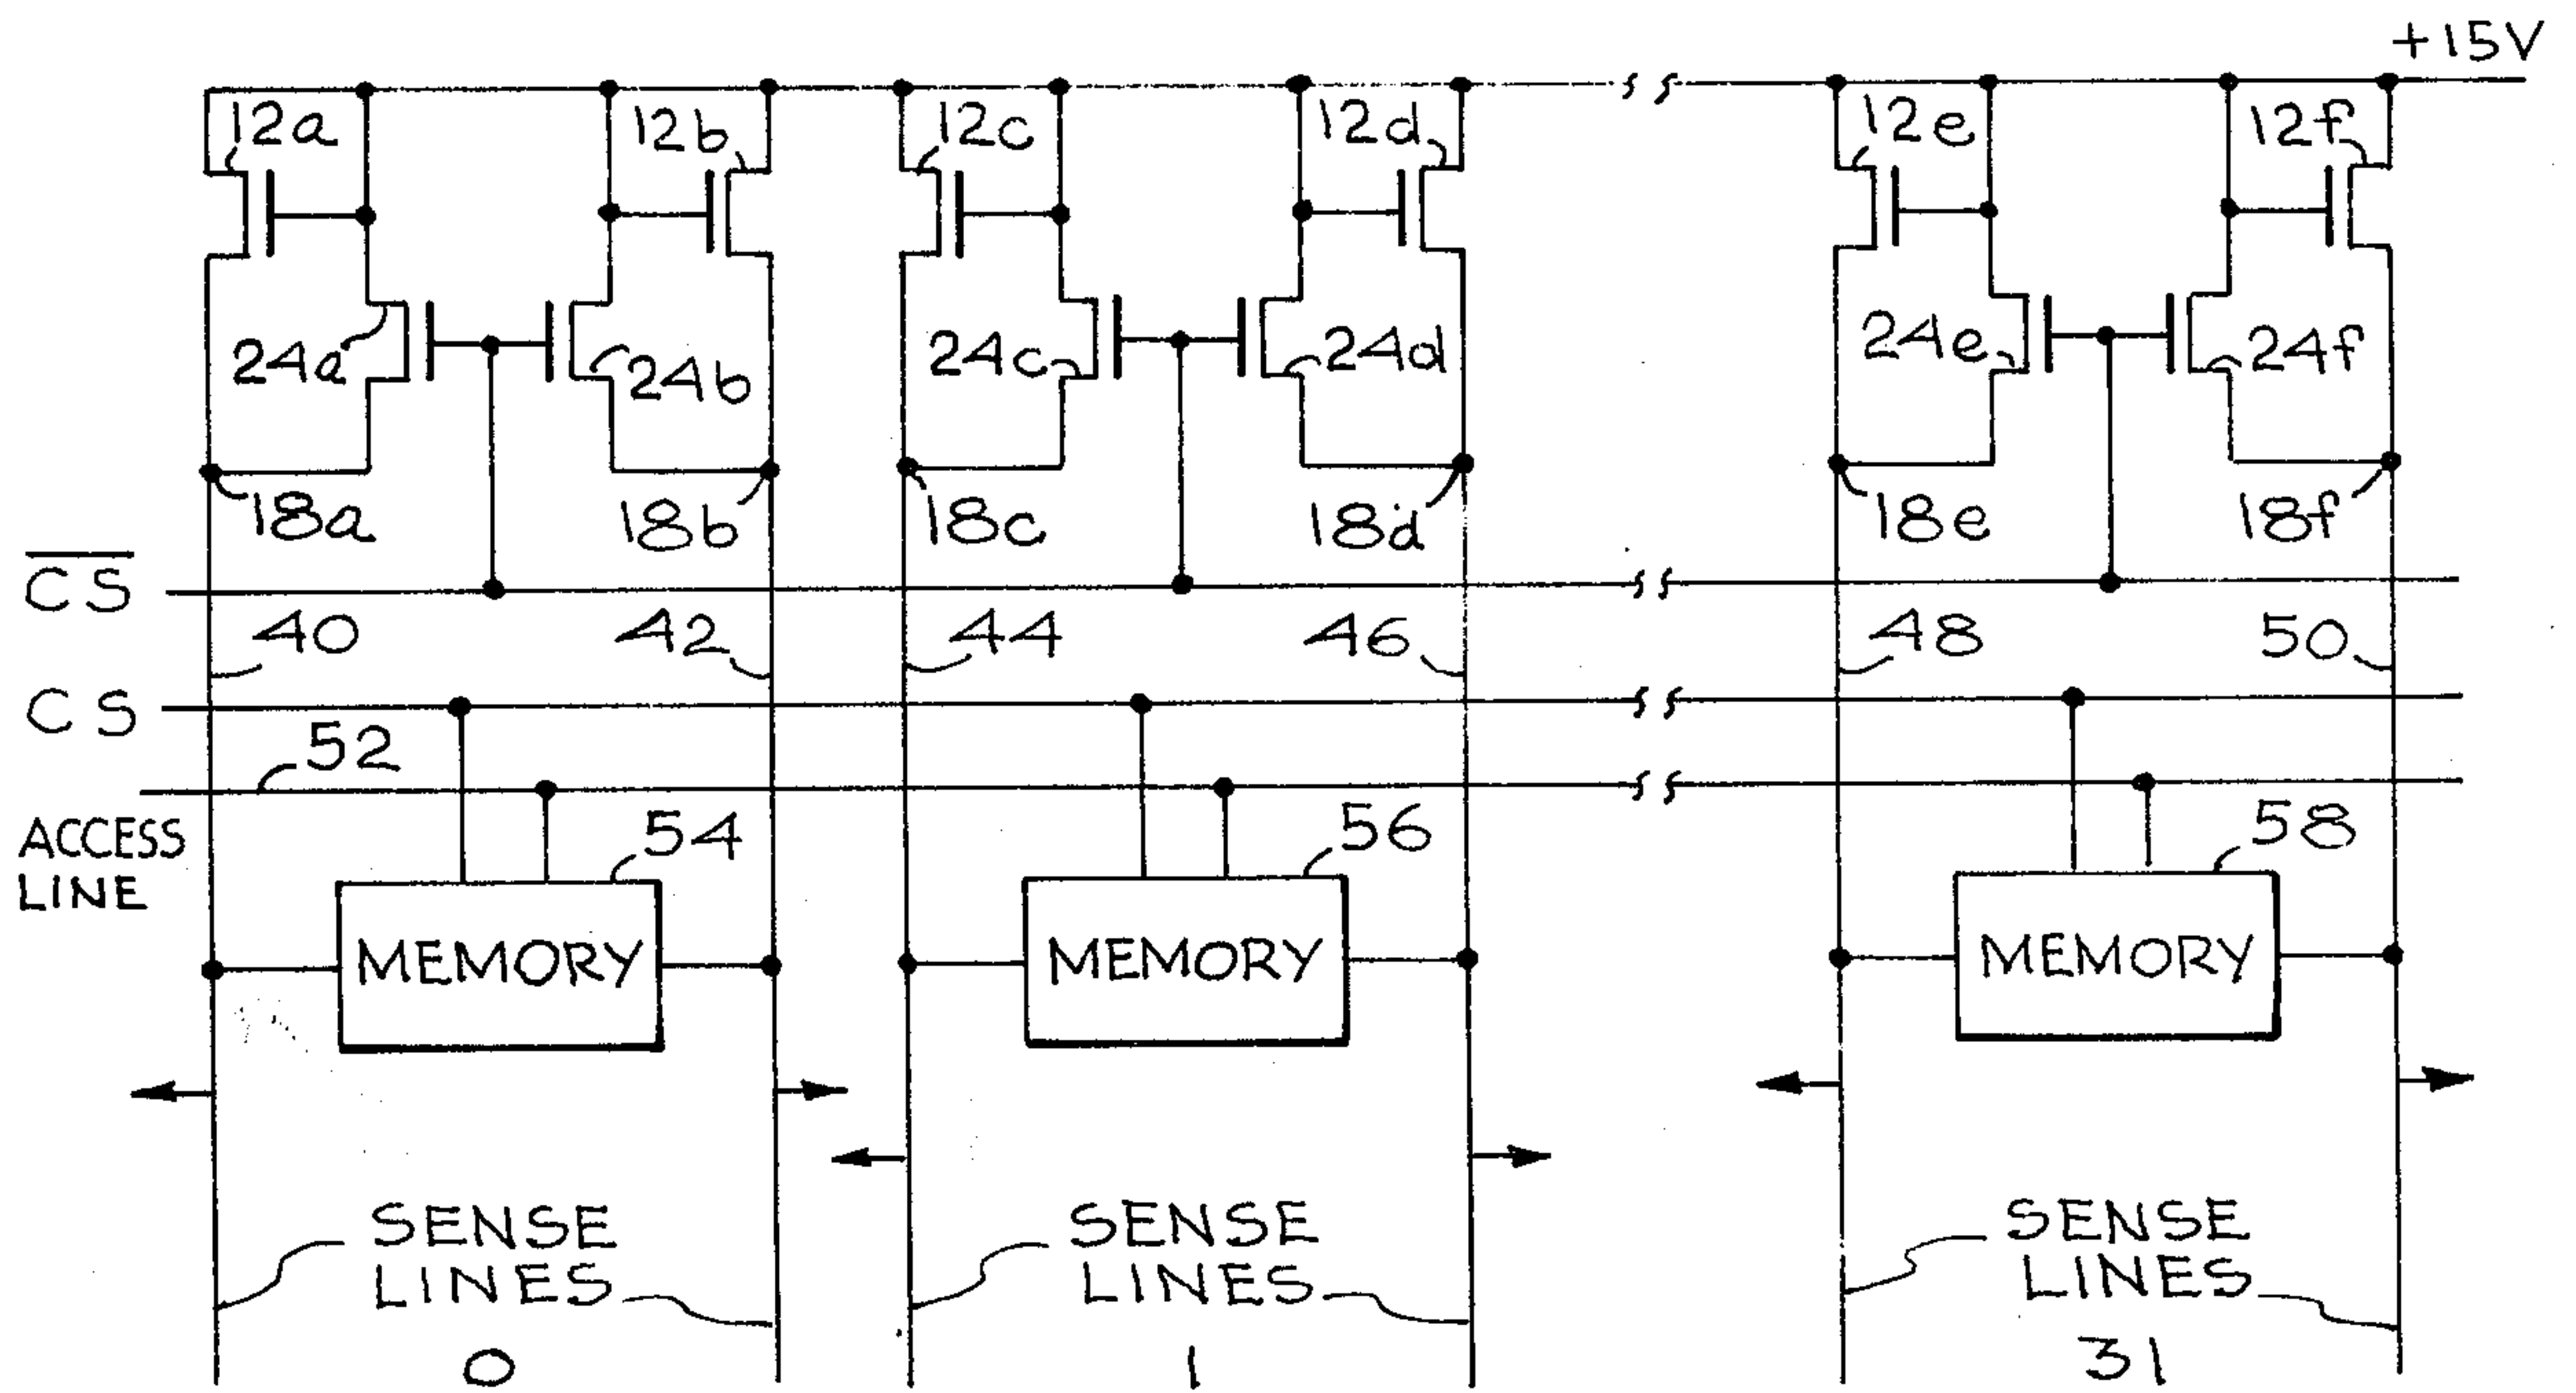 +15V
12a 12b 12c 12d 12e 12f
24a 24b 24c 24d 24e 24f
18a 18b 18c 18d 18e 18f
C̅S̅
40 42 44 46 48 50
CS
52
ACCESS
LINE
54 56 58
MEMORY MEMORY MEMORY
SENSE SENSE SENSE
LINES LINES LINES
0 1 31